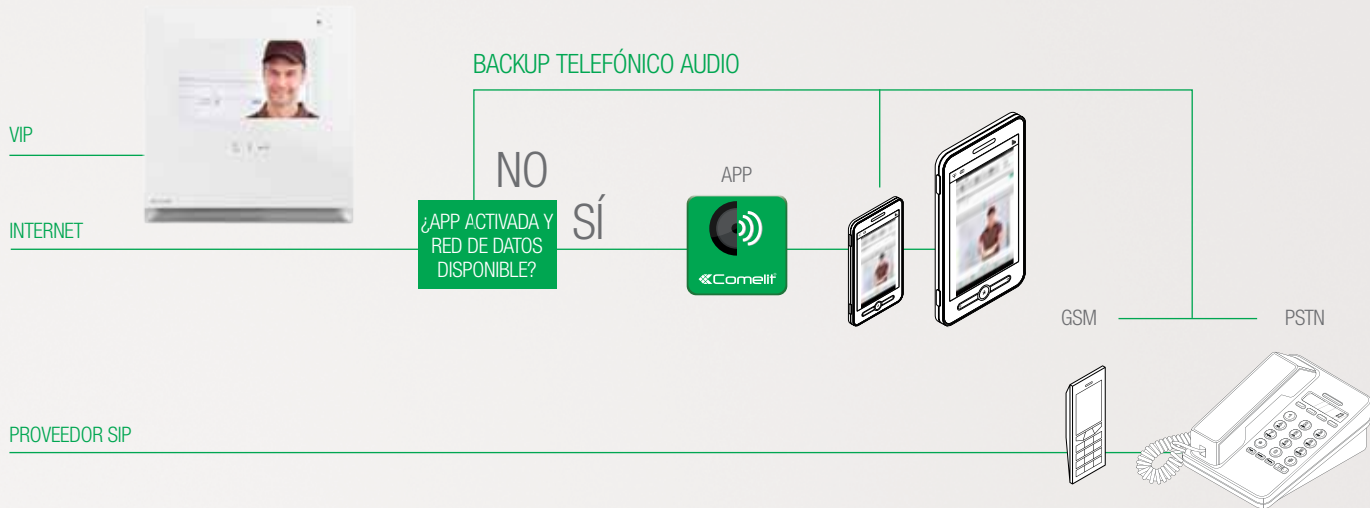 BACKUP TELEFÓNICO AUDIO
VIP
NO
APP
INTERNET
¿APP ACTIVADA Y
RED DE DATOS
DISPONIBLE?
SÍ
Comelit
GSM
PSTN
PROVEEDOR SIP